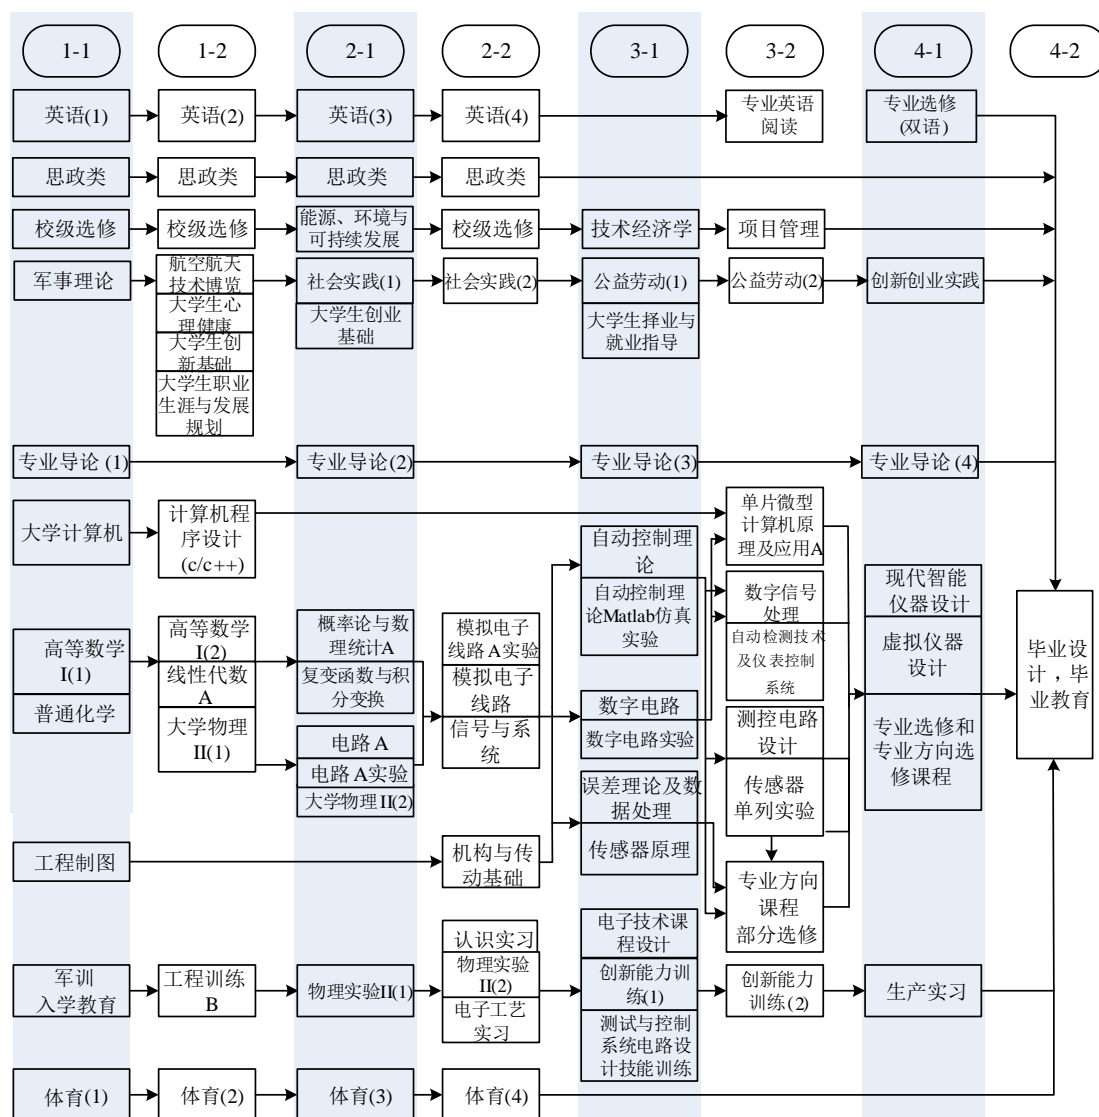 1-1
1-2
2-1
2-2
3-1
3-2
4-1
4-2
英语(1)
英语(2)
英语(3)
英语(4)
专业英语
阅读
专业选修
(双语)
思政类
思政类
思政类
思政类
校级选修
校级选修
能源、环境与
可持续发展
校级选修
技术经济学
项目管理
军事理论
航空航天
技术博览
大学生心
理健康
大学生创
新基础
大学生职业
生涯与发展
规划
社会实践(1)
大学生创业
基础
社会实践(2)
公益劳动(1)
大学生择业与
就业指导
公益劳动(2)
创新创业实践
专业导论 (1)
专业导论(2)
专业导论(3)
专业导论(4)
大学计算机
计算机程
序设计
(c/c++)
自动控制理
论
自动控制理
论Matlab仿真
实验
单片微型
计算机原
理及应用A
数字信号
处理
自动检测技术
及仪表控制
系统
现代智能
仪器设计
虚拟仪器
设计
专业选修和
专业方向选
修课程
毕业设
计，毕
业教育
高等数学
I(1)
普通化学
高等数学
I(2)
线性代数
A
大学物理
II(1)
概率论与数
理统计A
复变函数与积
分变换
电路 A
电路 A实验
大学物理 II(2)
模拟电子
线路 A实验
模拟电子
线路
信号与系
统
数字电路
数字电路实验
测控电路
设计
传感器
单列实验
误差理论及数
据处理
传感器原理
工程制图
机构与传
动基础
专业方向
课程
部分选修
军训
入学教育
工程训练
B
物理实验II(1)
认识实习
物理实验
II(2)
电子工艺
实习
电子技术课
程设计
创新能力训
练(1)
测试与控制
系统电路设
计技能训练
创新能力
训练(2)
生产实习
体育(1)
体育(2)
体育(3)
体育(4)